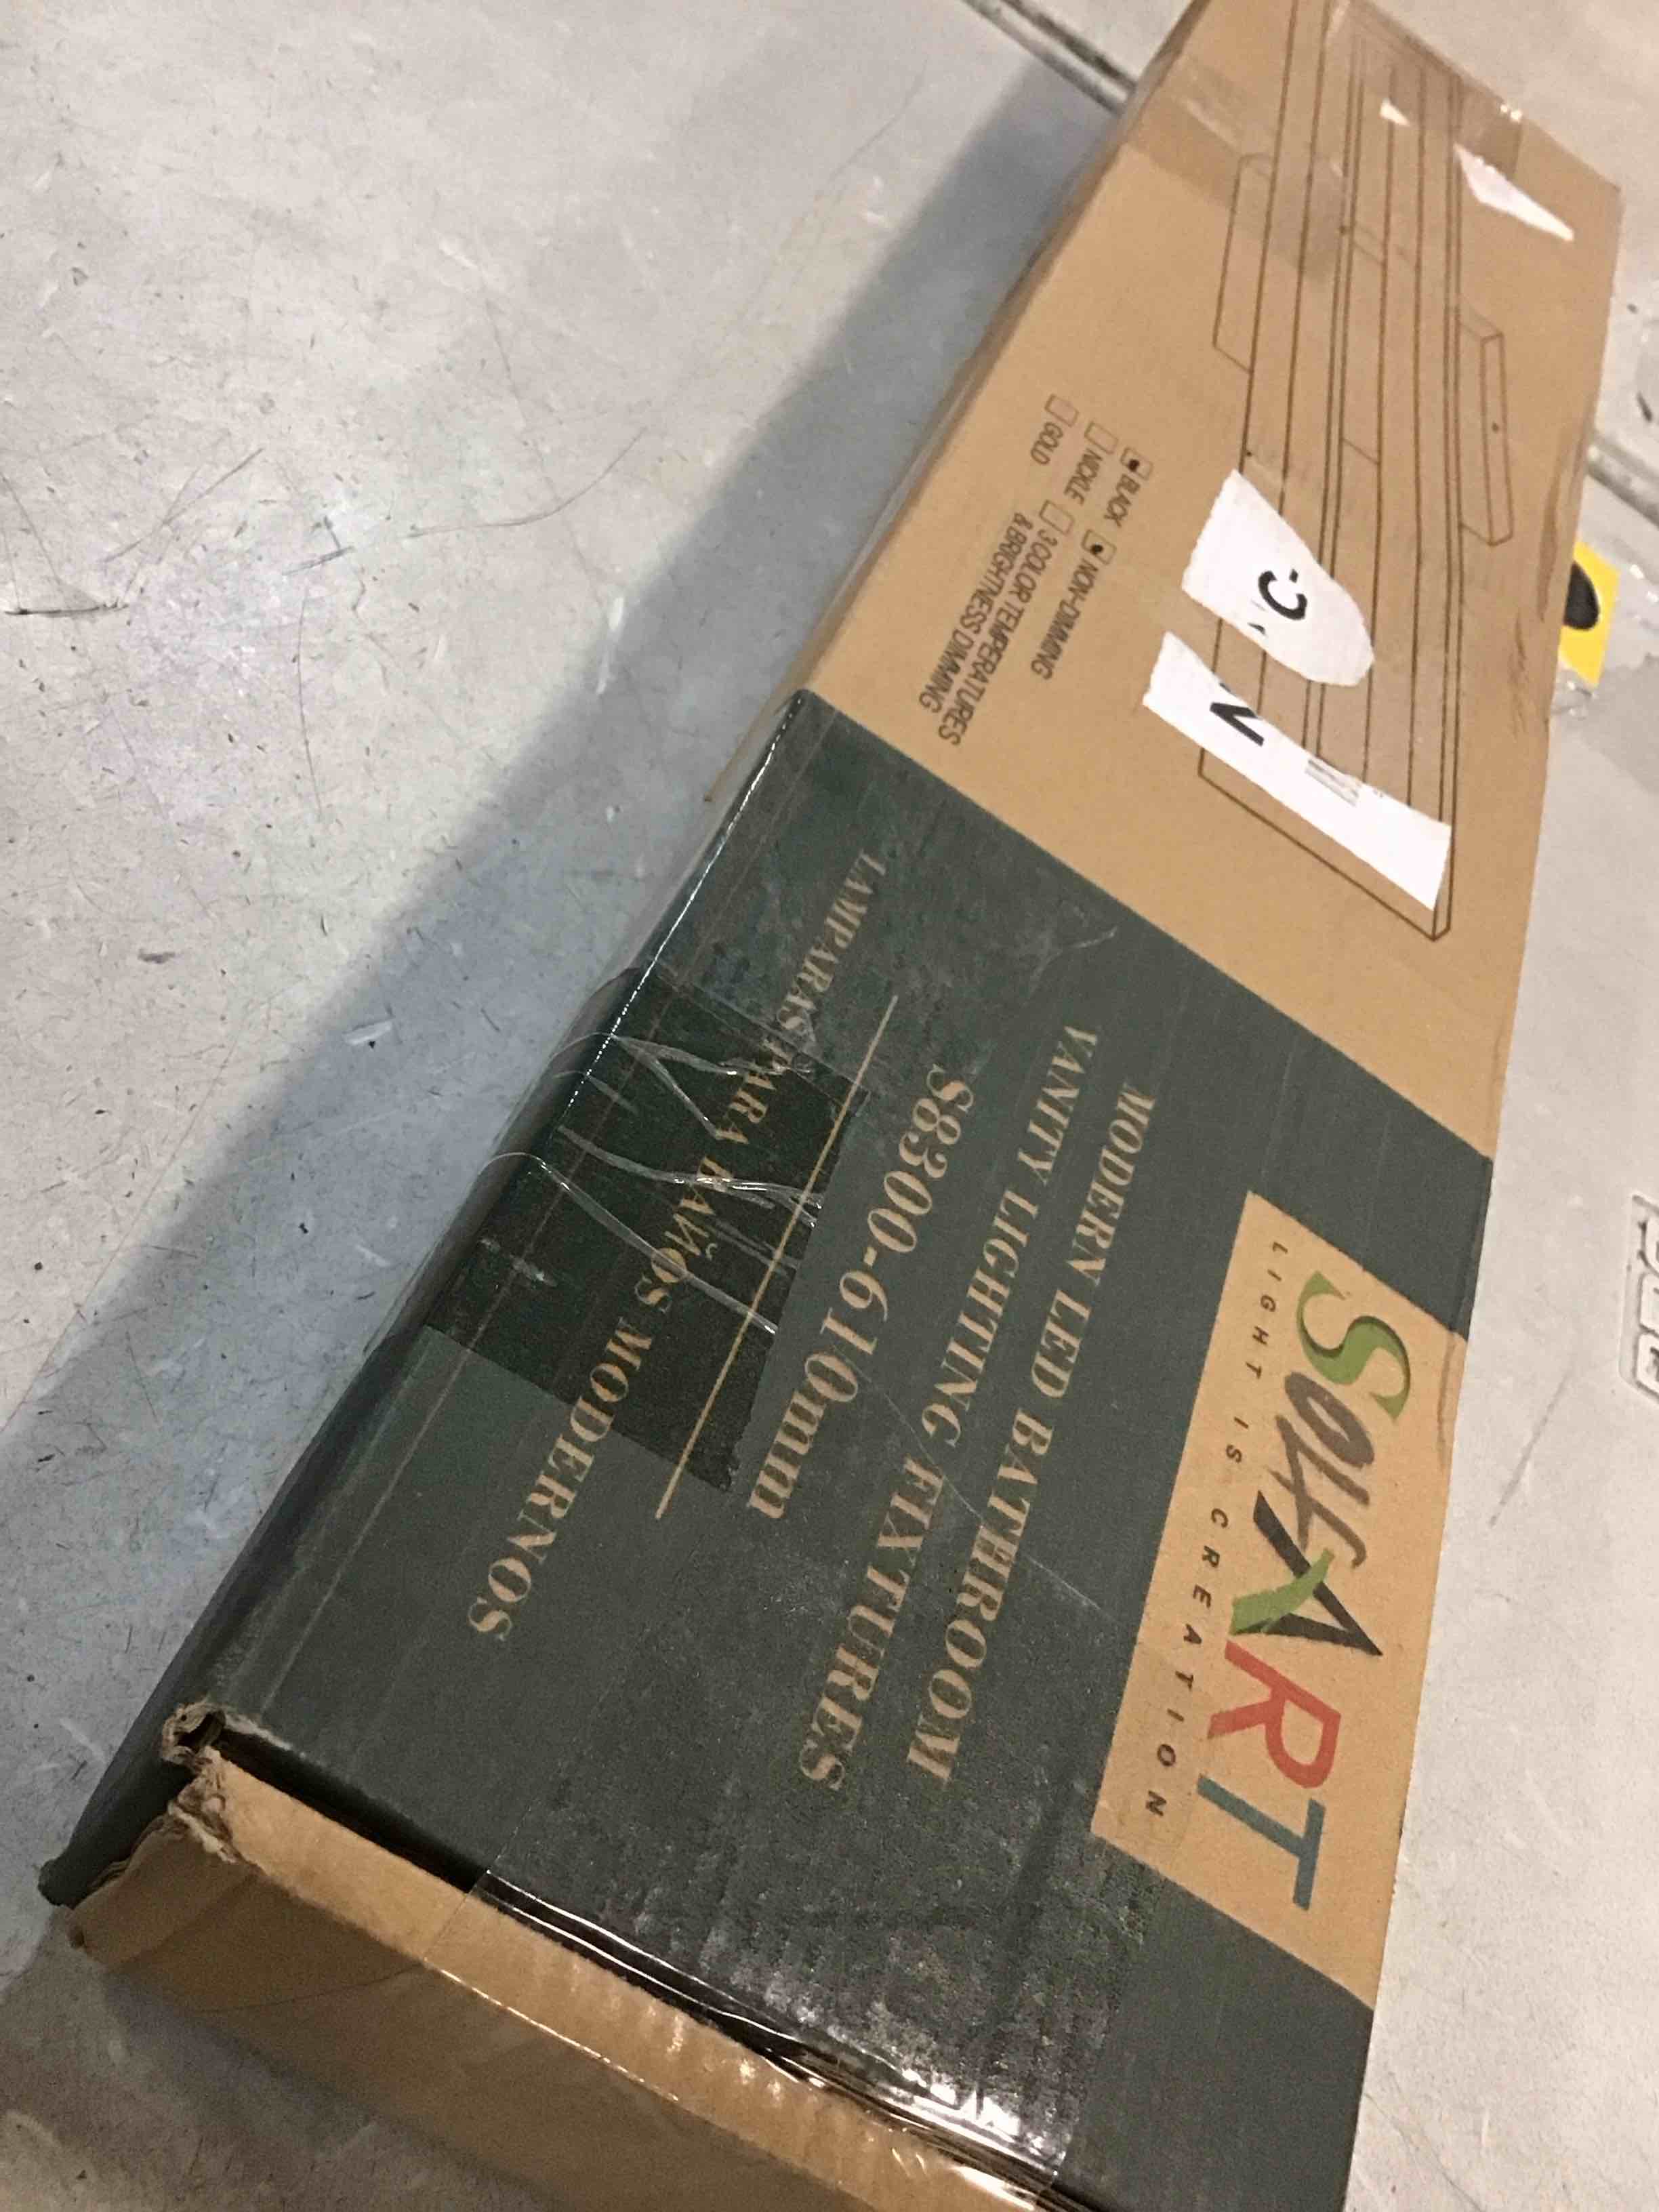 SOLFART
LIGHT IS CREATION
MODERN LED BATHROOM
VANITY LIGHTING FIXTURES
S8300-610mm
LAMPARAS PARA BAÑOS MODERNOS
BLACK
NON-DIMMING
NICKLE
3 COLOR TEMPERATURES
& BRIGHTNESS DIMMING
GOLD